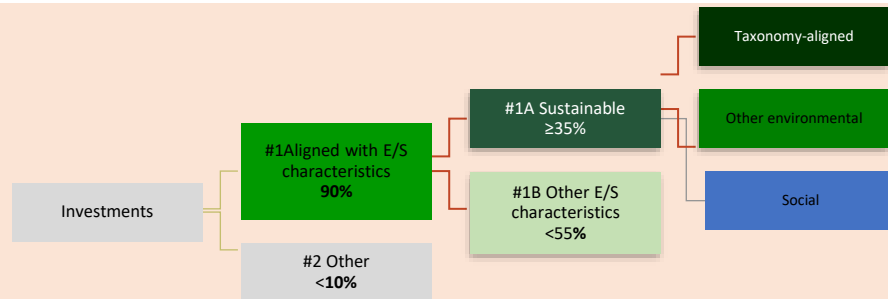 Taxonomy-aligned
#1A Sustainable
≥35%
Other environmental
#1Aligned with E/S
characteristics
90%
Investments
#1B Other E/S
characteristics
<55%
Social
#2 Other
<10%